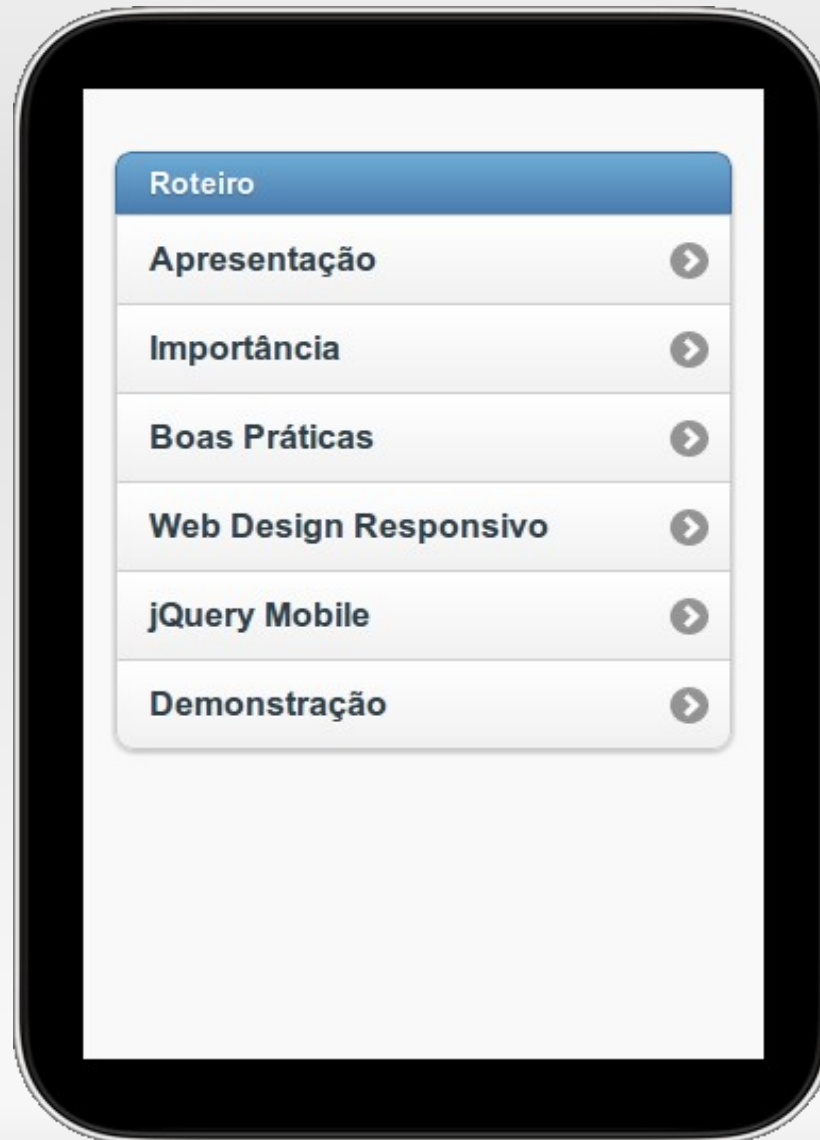 Roteiro
Apresentação
Importância
Boas Práticas
Web Design Responsivo
jQuery Mobile
Demonstração